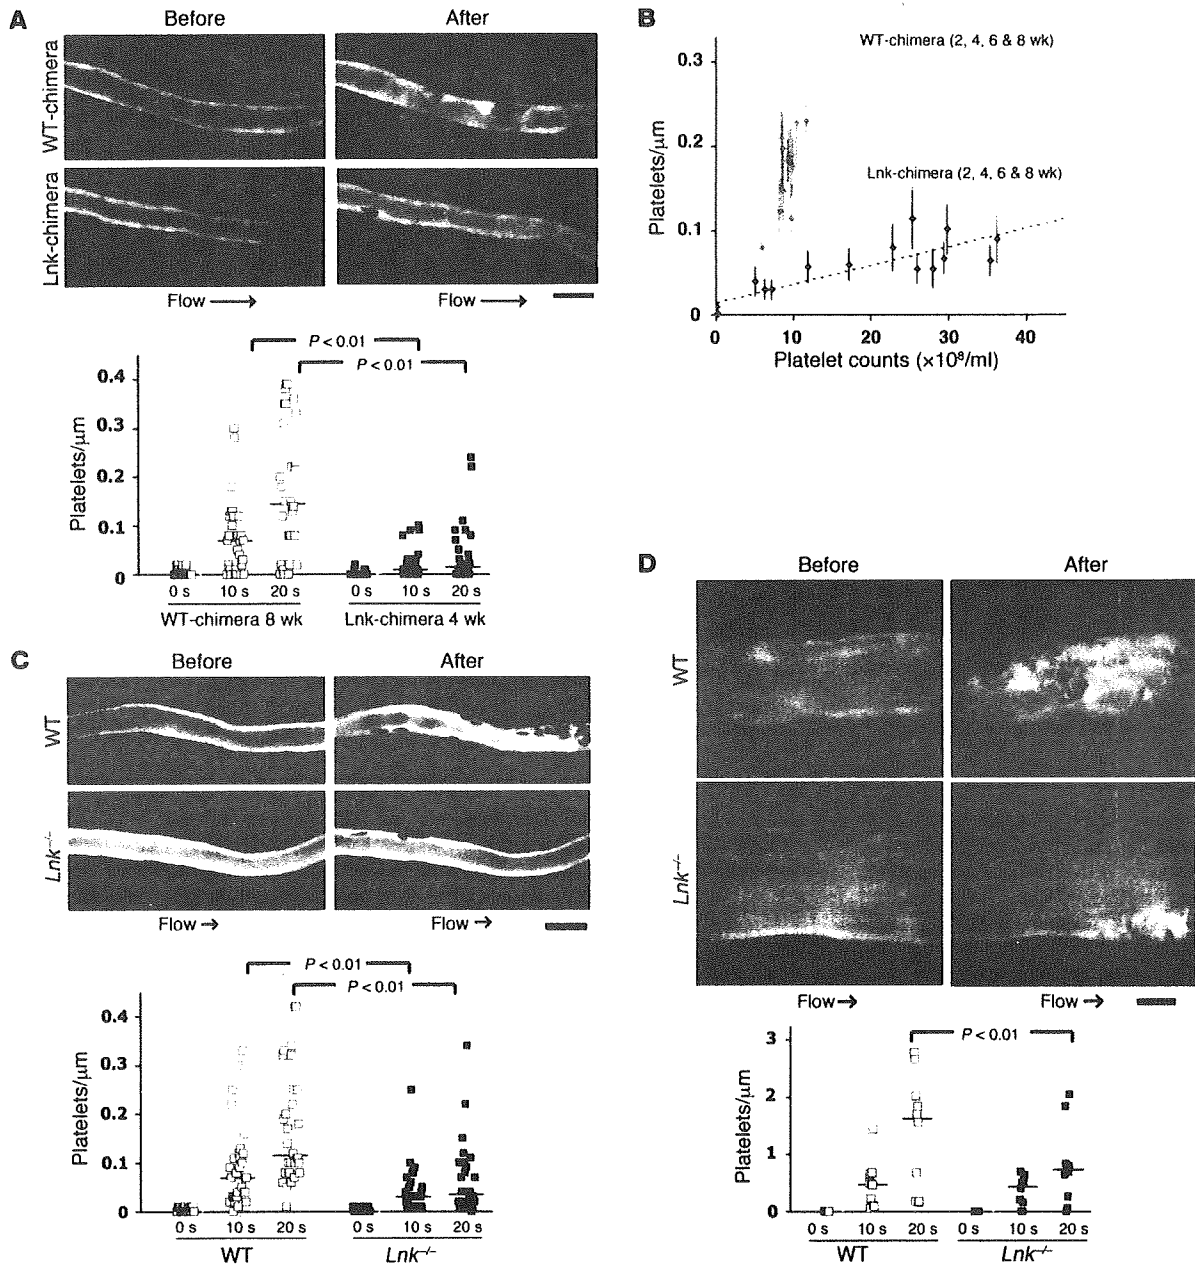 A
Before
After
WT-chimera
Lnk-chimera
Flow
Flow
P < 0.01
P < 0.01
Platelets/µm
0.4
0.3
0.2
0.1
0
0 s
10 s
20 s
0 s
10 s
20 s
WT-chimera 8 wk
Lnk-chimera 4 wk
B
WT-chimera (2, 4, 6 & 8 wk)
Lnk-chimera (2, 4, 6 & 8 wk)
Platelets/µm
0.3
0.2
0.1
0
0
10
20
30
40
Platelet counts (×10⁸/ml)
C
Before
After
WT
Lnk⁻/⁻
Flow
Flow
P < 0.01
P < 0.01
Platelets/µm
0.4
0.3
0.2
0.1
0
0 s
10 s
20 s
0 s
10 s
20 s
WT
Lnk⁻/⁻
D
Before
After
WT
Lnk⁻/⁻
Flow
Flow
P < 0.01
Platelets/µm
3
2
1
0
0 s
10 s
20 s
0 s
10 s
20 s
WT
Lnk⁻/⁻